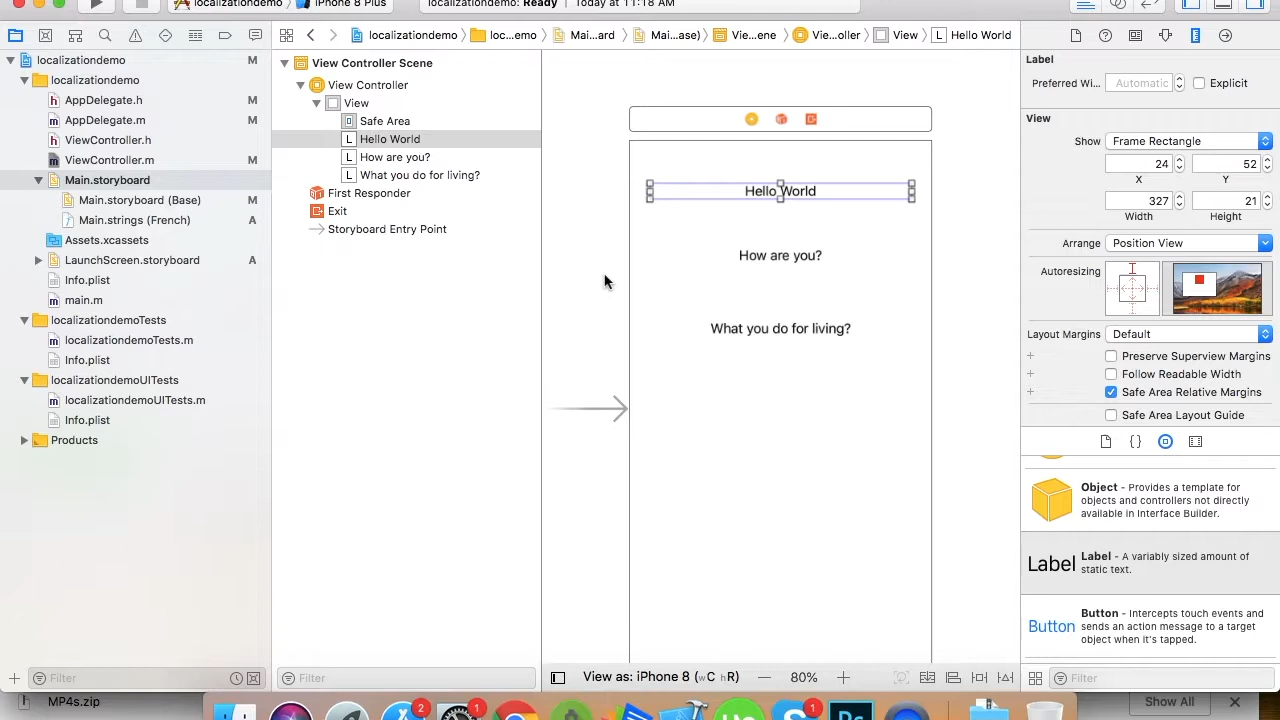 localizationdemo
iPhone 8 Plus
localizationdemo: Ready
Today at 11:18 AM
localizationdemo
loc...emo
Mai...ard
Mai...ase)
Vie...ene
Vie...oller
View
L
Hello World
localizationdemo M
localizationdemo
AppDelegate.h M
AppDelegate.m M
ViewController.h
ViewController.m M
Main.storyboard
Main.storyboard (Base) M
Main.strings (French) A
Assets.xcassets
LaunchScreen.storyboard A
Info.plist
main.m
localizationdemoTests
localizationdemoTests.m
Info.plist
localizationdemoUITests
localizationdemoUITests.m
Info.plist
Products
Filter
View Controller Scene
View Controller
View
Safe Area
L Hello World
L How are you?
L What you do for living?
First Responder
Exit
Storyboard Entry Point
Filter
Hello World
How are you?
What you do for living?
View as: iPhone 8 (wC hR)
80%
Label
Preferred Wi... Automatic Explicit
View
Show Frame Rectangle
24 52
X Y
327 21
Width Height
Arrange Position View
Autoresizing
Layout Margins Default
Preserve Superview Margins
Follow Readable Width
Safe Area Relative Margins
Safe Area Layout Guide
Object - Provides a template for
objects and controllers not directly
available in Interface Builder.
Label
Label - A variably sized amount of
static text.
Button
Button - Intercepts touch events and
sends an action message to a target
object when it's tapped.
Filter
MP4s.zip
2
1
1
Show All